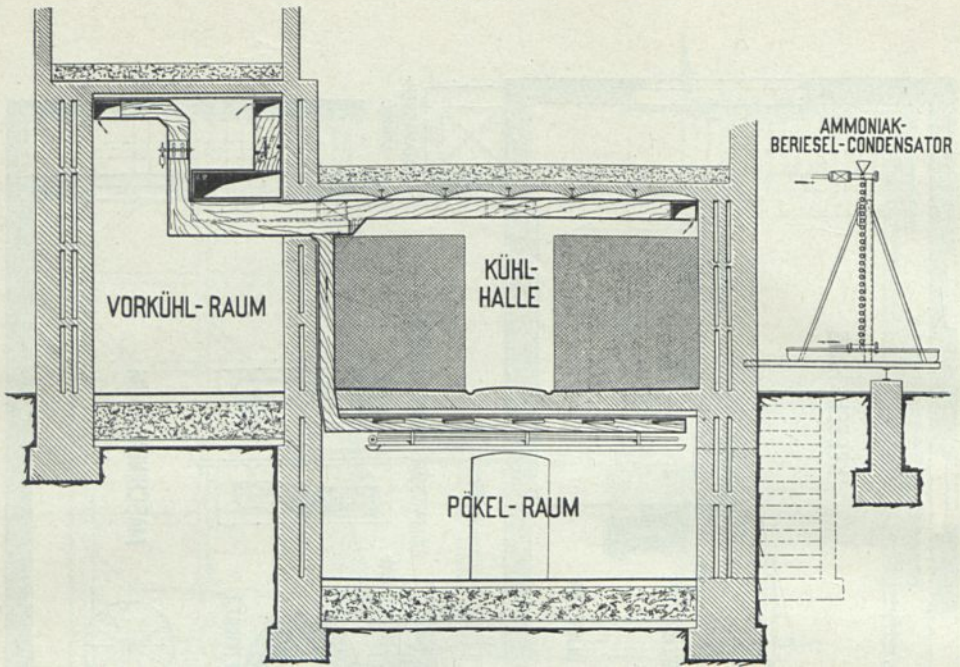 AMMONIAK-
BERIESEL-CONDENSATOR
VORKÜHL-RAUM
KÜHL-
HALLE
PÖKEL-RAUM